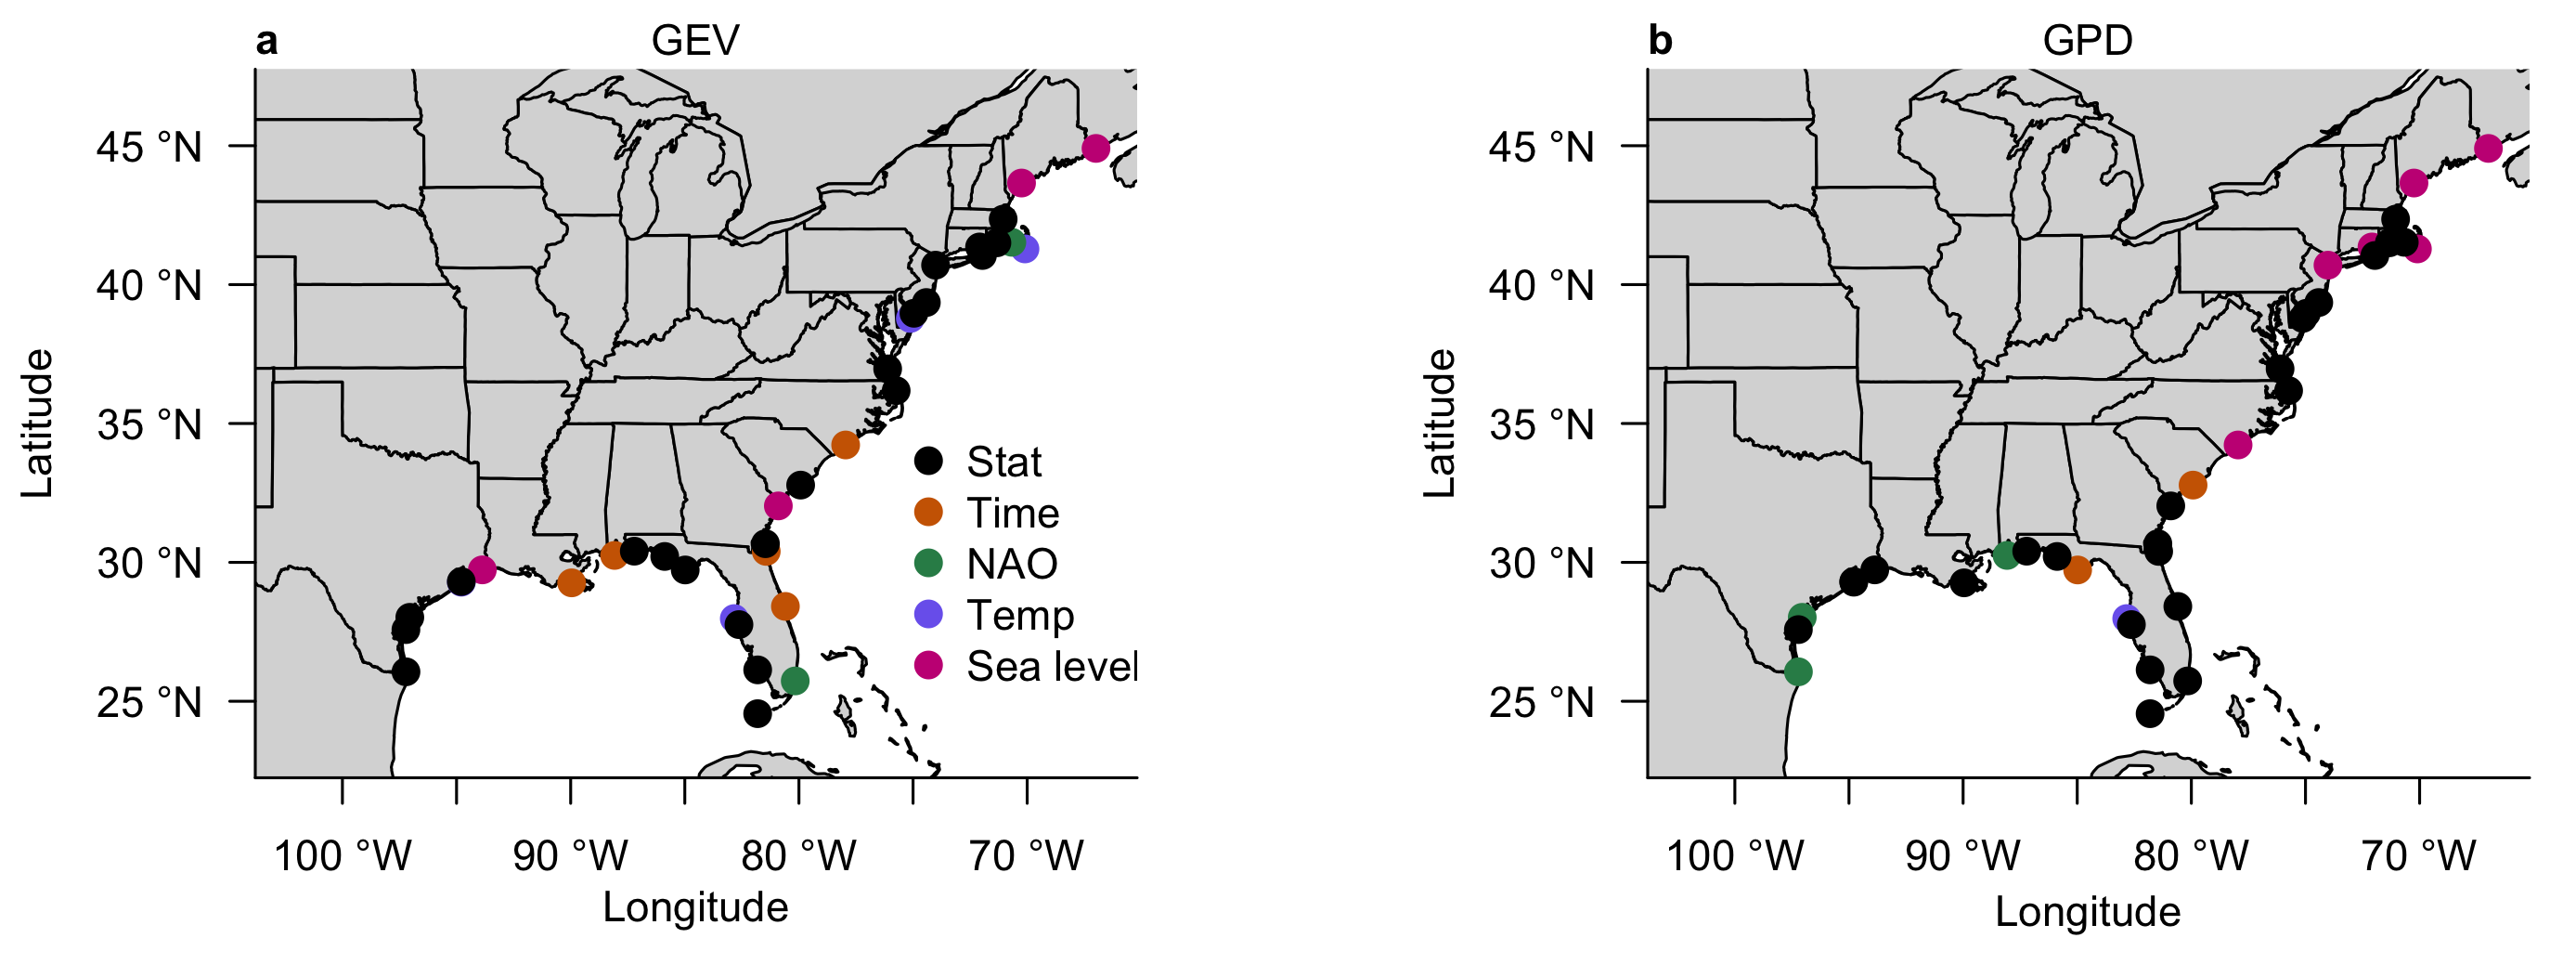 a
GEV
45 °N
40 °N
35 °N
30 °N
25 °N
Latitude
Stat
Time
NAO
Temp
Sea level
100 °W
90 °W
80 °W
70 °W
Longitude
b
GPD
45 °N
40 °N
35 °N
30 °N
25 °N
Latitude
100 °W
90 °W
80 °W
70 °W
Longitude